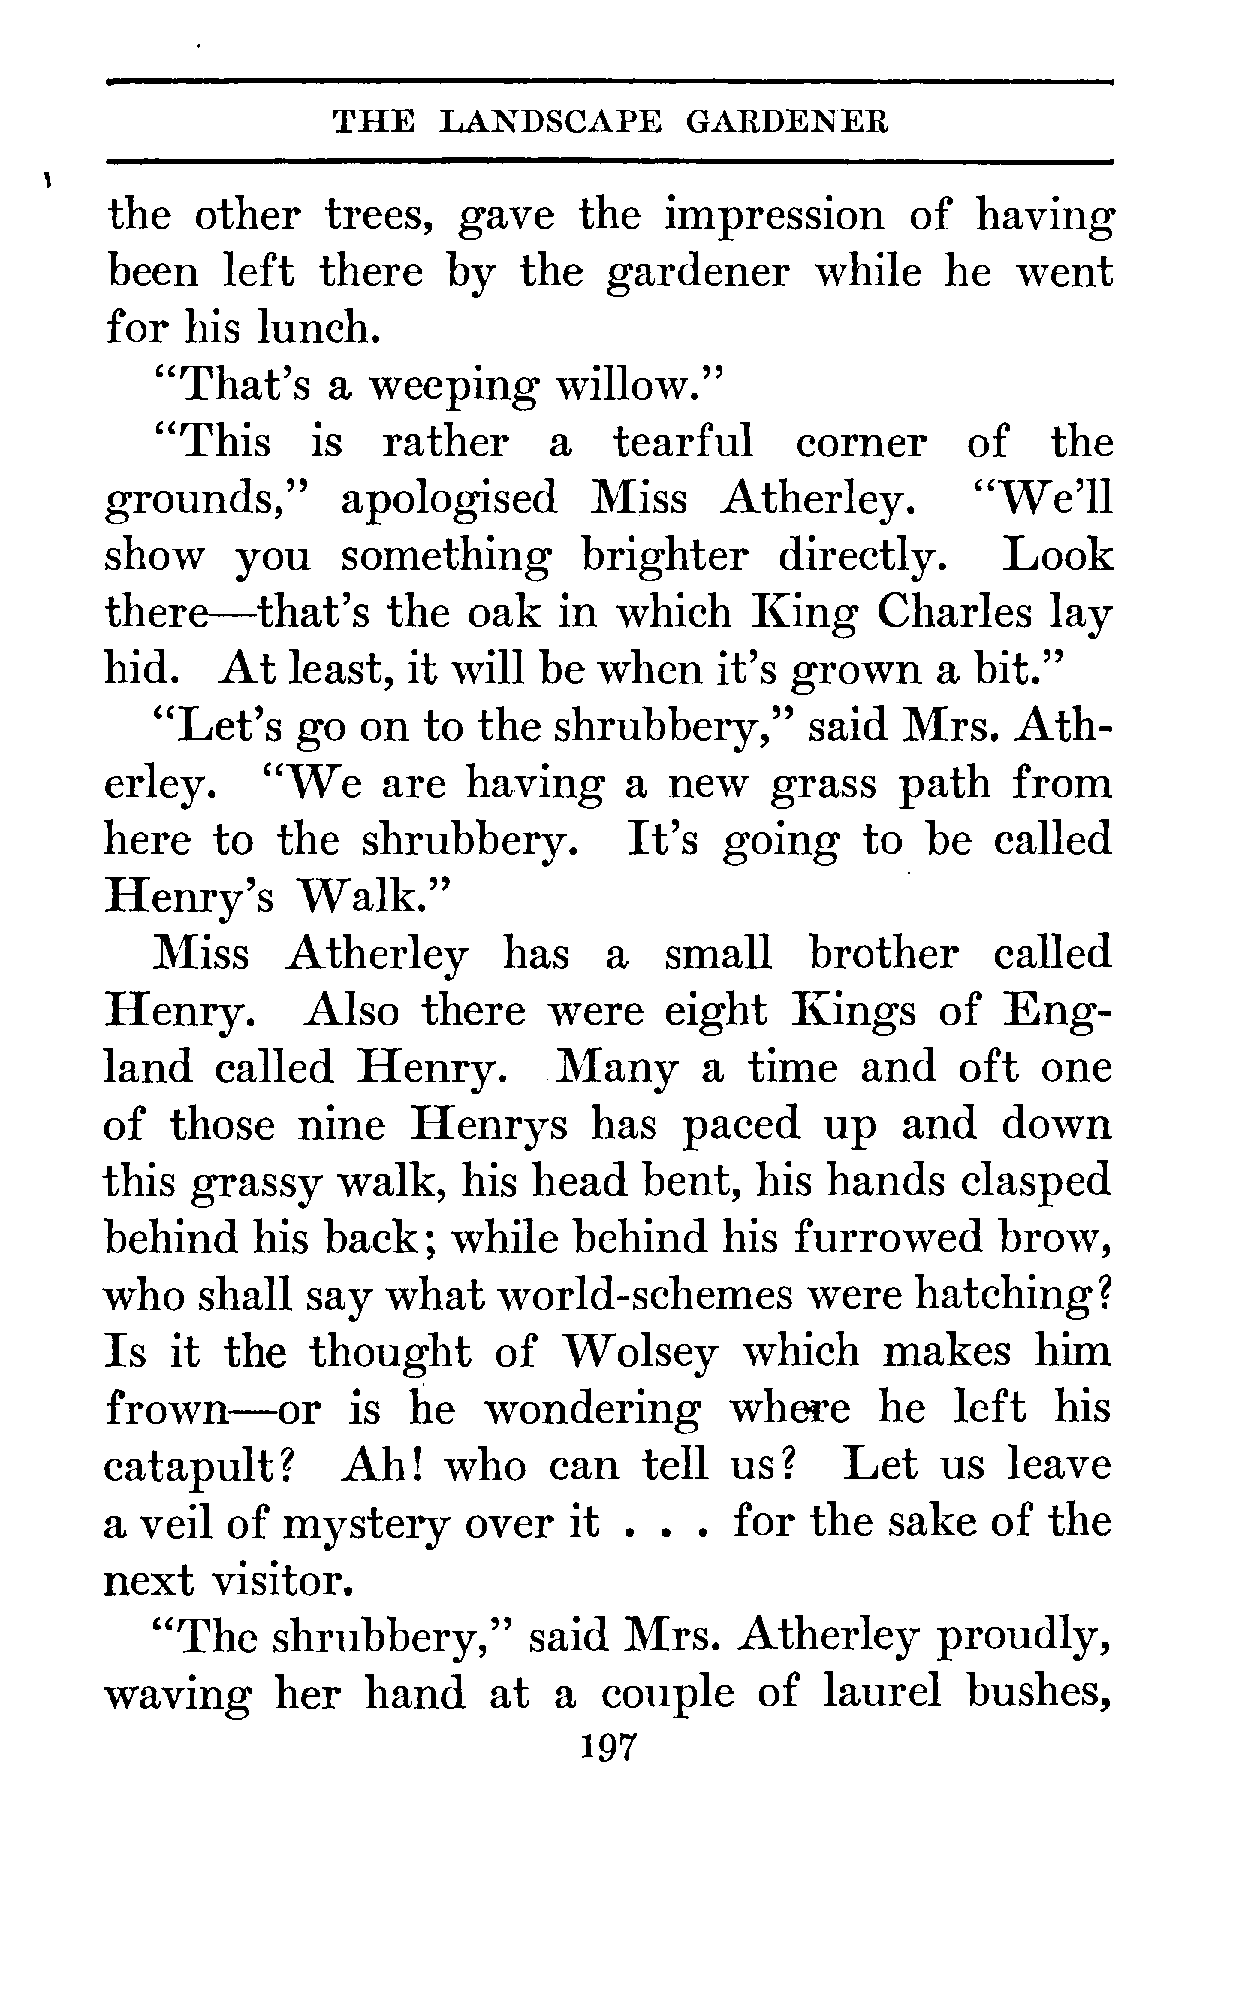 THE LANDSCAPE GARDENER
the other trees, gave the impression of having
been left there by the gardener while he went
for his lunch.
"That's a weeping willow."
"This is rather a tearful corner of the
grounds," apologised Miss Atherley. "We'll
show you something brighter directly. Look
there—that's the oak in which King Charles lay
hid. At least, it will be when it's grown a bit."
"Let's go on to the shrubbery," said Mrs. Ath-
erley. "We are having a new grass path from
here to the shrubbery. It's going to be called
Henry's Walk."
Miss Atherley has a small brother called
Henry. Also there were eight Kings of Eng-
land called Henry. Many a time and oft one
of those nine Henrys has paced up and down
this grassy walk, his head bent, his hands clasped
behind his back; while behind his furrowed brow,
who shall say what world-schemes were hatching?
Is it the thought of Wolsey which makes him
frown—or is he wondering where he left his
catapult? Ah! who can tell us? Let us leave
a veil of mystery over it . . . for the sake of the
next visitor.
"The shrubbery," said Mrs. Atherley proudly,
waving her hand at a couple of laurel bushes,
197